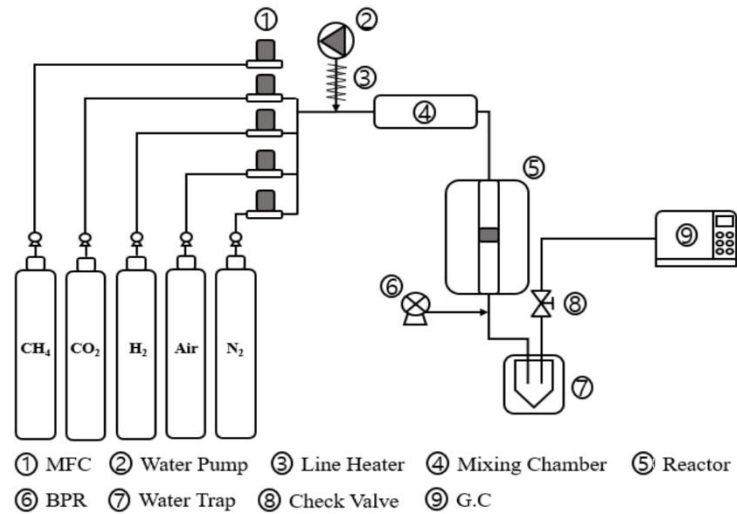 ① ②
③
④
⑤
⑨
⑥ ⑧
CH₄ CO₂ H₂ Air N₂
⑦
① MFC ② Water Pump ③ Line Heater ④ Mixing Chamber ⑤ Reactor
⑥ BPR ⑦ Water Trap ⑧ Check Valve ⑨ G.C